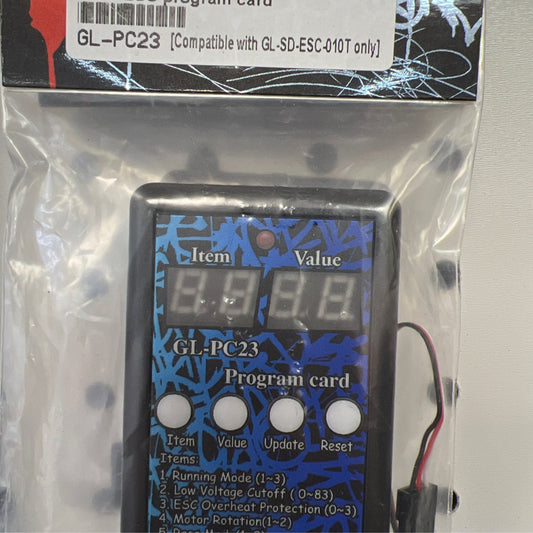 program card
GL-PC23 [Compatible with GL-SD-ESC-010T only]
Item Value
GL-PC23
Program card
Item Value Update Reset
Items:
1. Running Mode (1~3)
2. Low Voltage Cutoff ( 0~83)
3. ESC Overheat Protection (0~3)
4. Motor Rotation(1~2)